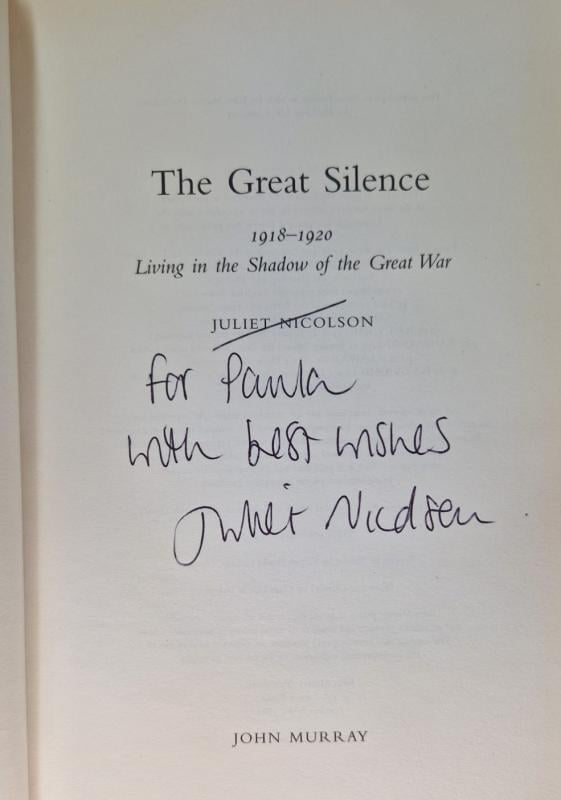 The Great Silence
1918–1920
Living in the Shadow of the Great War
JULIET NICOLSON
for Paula
with best wishes
Juliet Nicolson
JOHN MURRAY